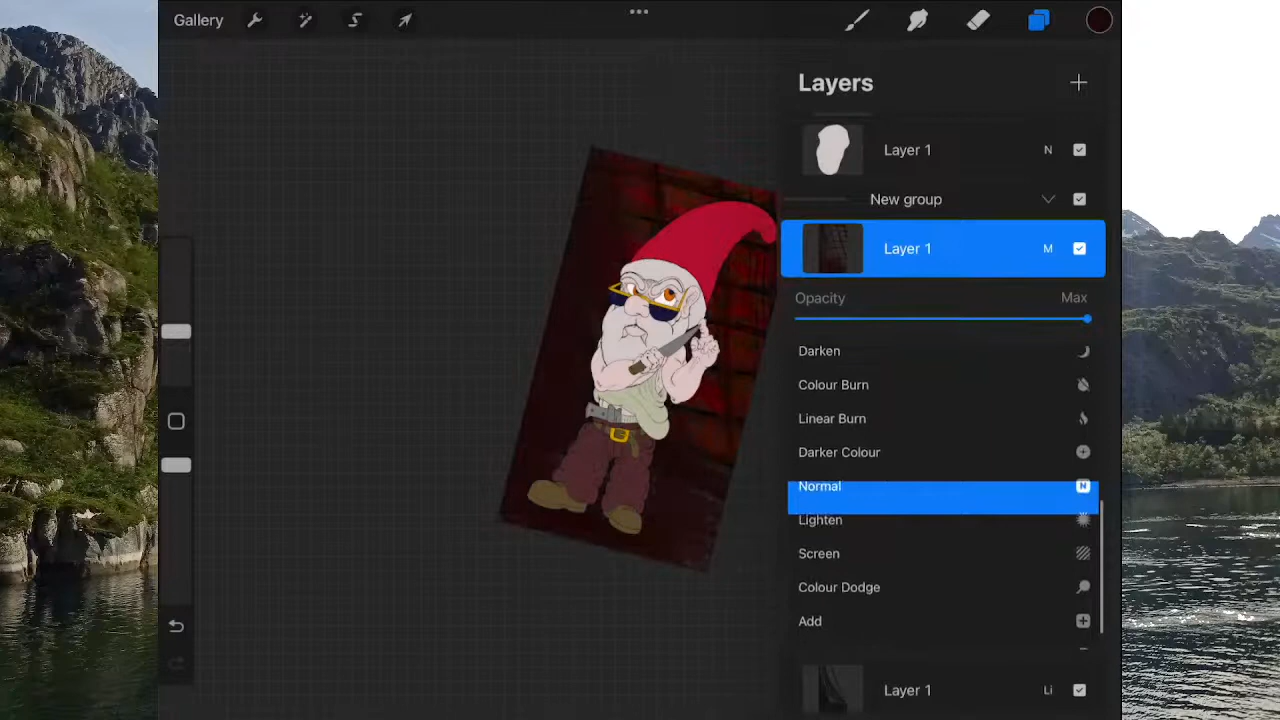 Gallery
Layers
Layer 1 N
New group
Layer 1 M
Opacity Max
Darken
Colour Burn
Linear Burn
Darker Colour
Normal N
Lighten
Screen
Colour Dodge
Add
Layer 1 Li